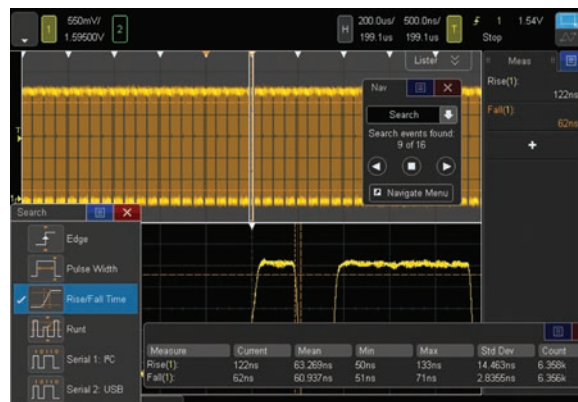 1
550mV/
1.59500V
2
H
200.0us/
199.1us
500.0ns/
199.1us
T
1
1.54V
Stop
Lister
Meas
Rise(1):
122ns
Fall(1):
62ns
Nav
Search
Search events found:
9 of 16
Navigate Menu
T
Search
Edge
Pulse Width
Rise/Fall Time
Runt
Serial 1: I²C
Serial 2: USB
Measure Current Mean Min Max Std Dev Count
Rise(1): 122ns 63.269ns 50ns 133ns 14.463ns 6.358k
Fall(1): 62ns 60.937ns 51ns 71ns 2.8355ns 6.356k